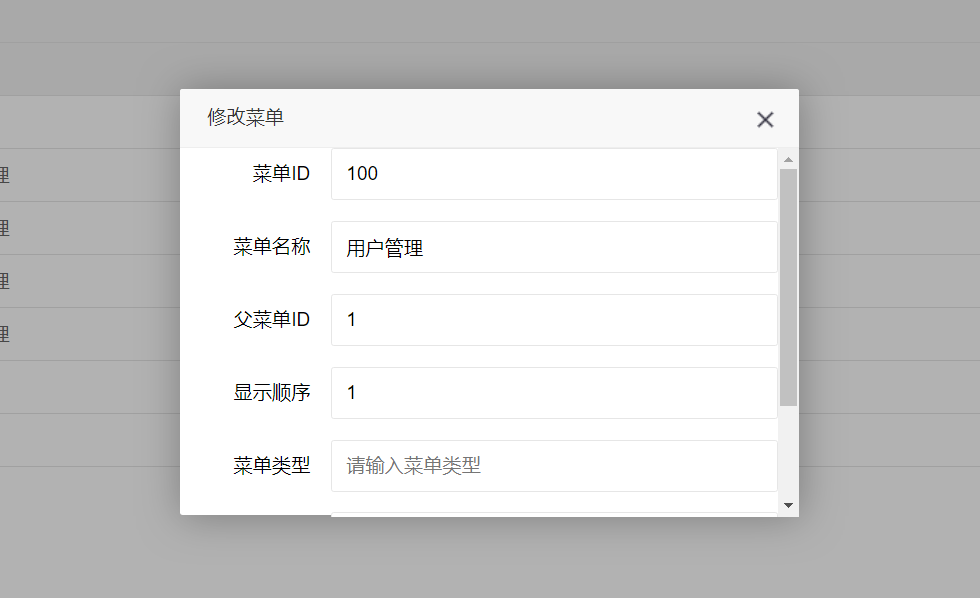 修改菜单
菜单ID 100
菜单名称 用户管理
父菜单ID 1
显示顺序 1
菜单类型 请输入菜单类型
理
理
理
理